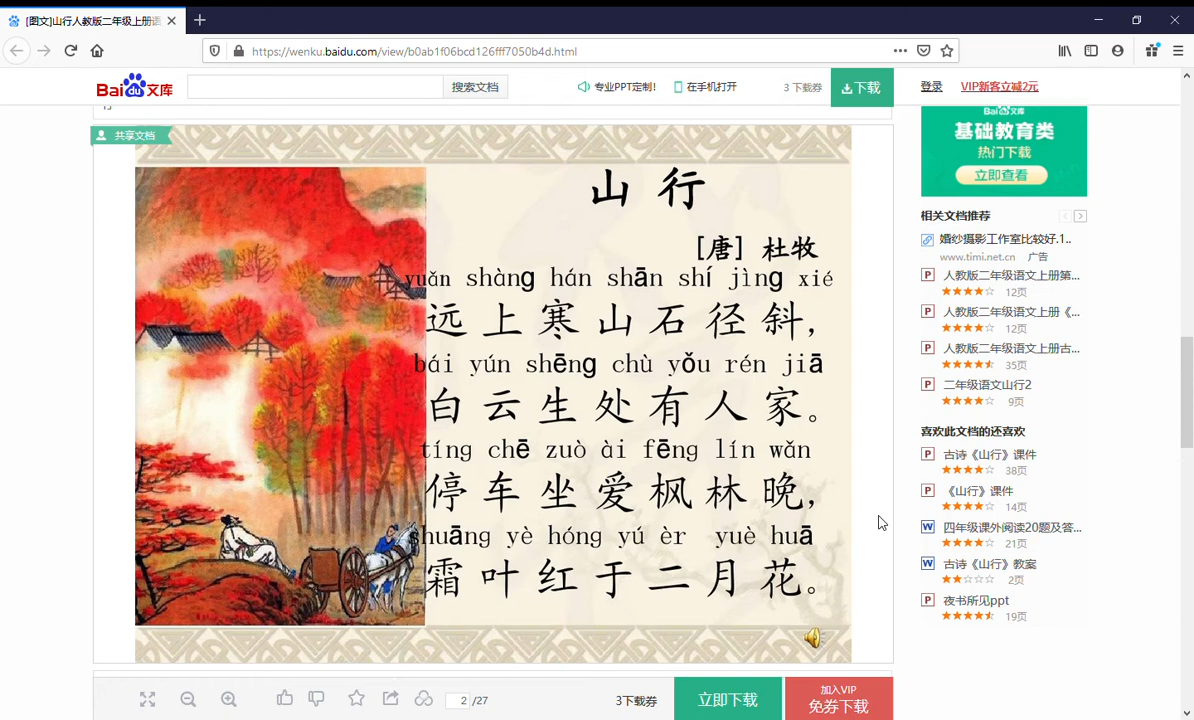 [图文]山行人教版二年级上册语
https://wenku.baidu.com/view/b0ab1f06bcd126fff7050b4d.html
Bai du 文库
搜索文档
专业PPT定制!
在手机打开
3 下载券
下载
登录
VIP新客立减2元
共享文档
山 行
[唐] 杜牧
yuǎn shàng hán shān shí jìng xié
远上寒山石径斜,
bái yún shēng chù yǒu rén jiā
白云生处有人家。
tíng chē zuò ài fēng lín wǎn
停车坐爱枫林晚,
shuāng yè hóng yú èr yuè huā
霜叶红于二月花。
Bai du 文库
基础教育类
热门下载
立即查看
相关文档推荐
婚纱摄影工作室比较好.1..
www.timi.net.cn 广告
人教版二年级语文上册第...
12页
人教版二年级语文上册《...
12页
人教版二年级语文上册古...
35页
二年级语文山行2
9页
喜欢此文档的还喜欢
古诗《山行》课件
38页
《山行》课件
14页
四年级课外阅读20题及答...
21页
古诗《山行》教案
2页
夜书所见ppt
19页
2 /27
3下载券
立即下载
加入VIP
免券下载